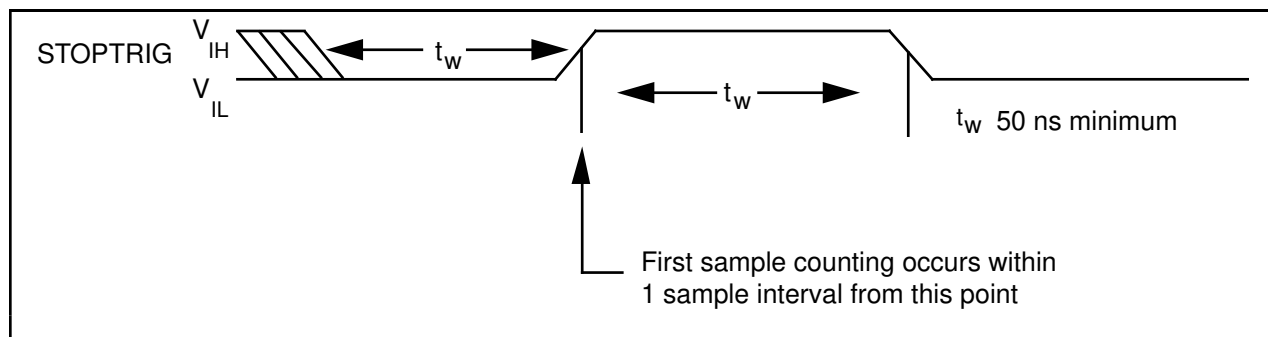 STOPTRIG
V IH
V IL
t w
t w
t w 50 ns minimum
First sample counting occurs within
1 sample interval from this point